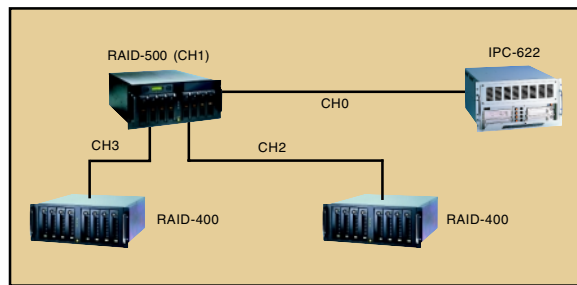 RAID-500 (CH1)
IPC-622
CH0
CH3
CH2
RAID-400
RAID-400